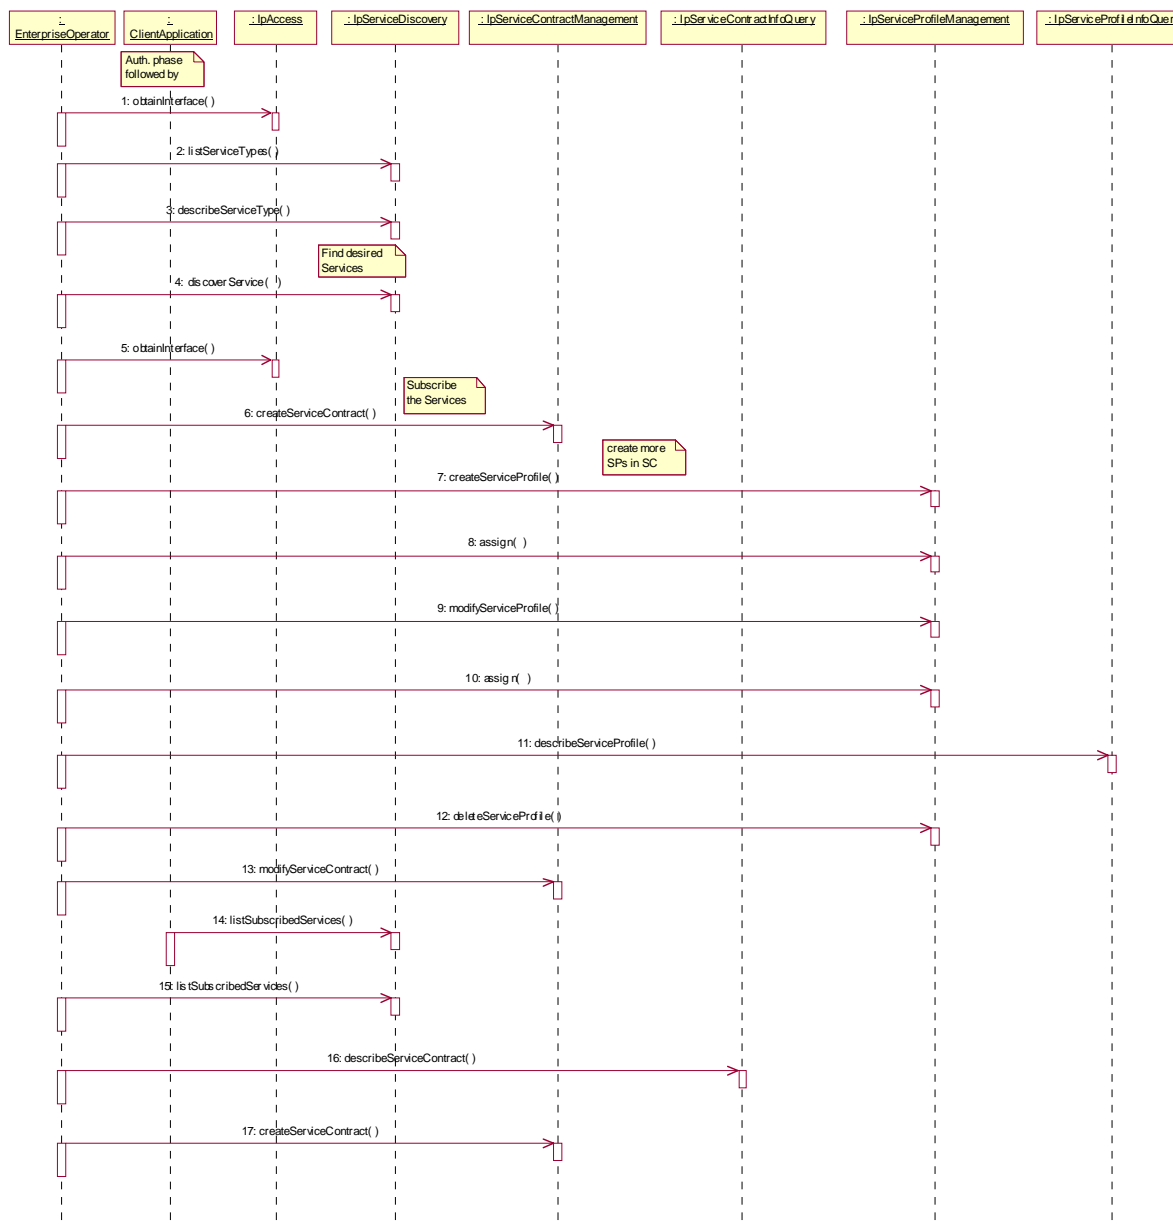 :
EnterpriseOperator
:
ClientApplication
: IpAccess
: IpServiceDiscovery
: IpServiceContractManagement
: IpServiceContractInfoQuery
: IpServiceProfileManagement
: IpServiceProfileInfoQuer
Auth. phase
followed by
1: obtainInterface( )
2: listServiceTypes( )
3: describeServiceType( )
Find desired
Services
4: discoverService( )
5: obtainInterface( )
Subscribe
the Services
6: createServiceContract( )
create more
SPs in SC
7: createServiceProfile( )
8: assign( )
9: modifyServiceProfile( )
10: assign( )
11: describeServiceProfile( )
12: deleteServiceProfile( )
13: modifyServiceContract( )
14: listSubscribedServices( )
15: listSubscribedServices( )
16: describeServiceContract( )
17: createServiceContract( )